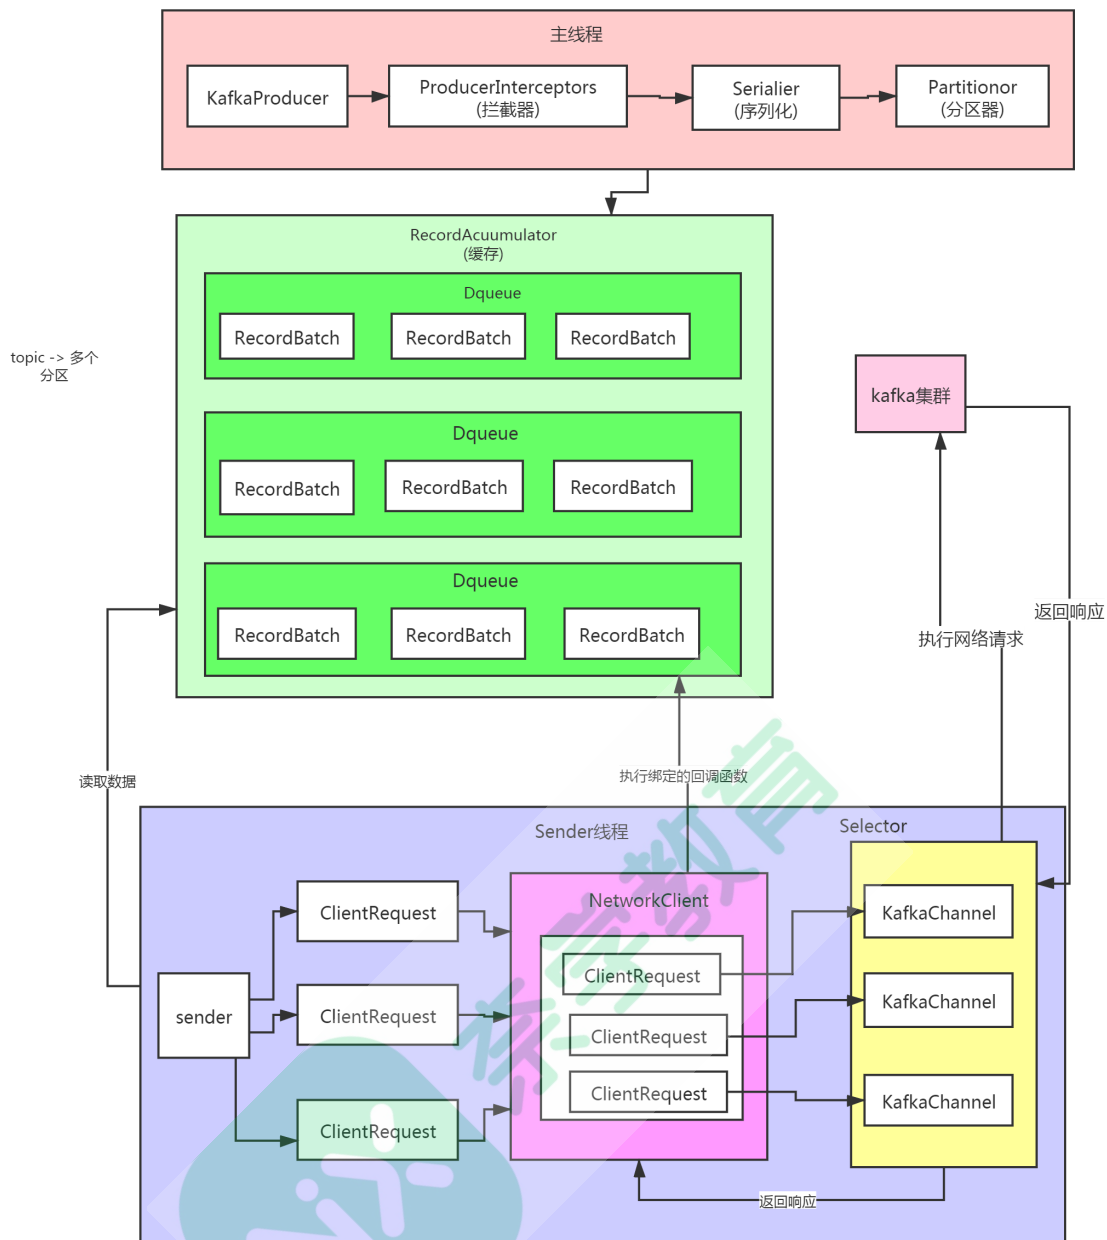 主线程
KafkaProducer
ProducerInterceptors
(拦截器)
Serialier
(序列化)
Partitionor
(分区器)
RecordAcuumulator
(缓存)
Dqueue
RecordBatch
RecordBatch
RecordBatch
topic -> 多个
分区
kafka集群
Dqueue
RecordBatch
RecordBatch
RecordBatch
Dqueue
RecordBatch
RecordBatch
RecordBatch
返回响应
执行网络请求
读取数据
执行绑定的回调函数
Sender线程
Selector
ClientRequest
NetworkClient
KafkaChannel
ClientRequest
sender
ClientRequest
ClientRequest
KafkaChannel
ClientRequest
ClientRequest
KafkaChannel
返回响应
奈学教育